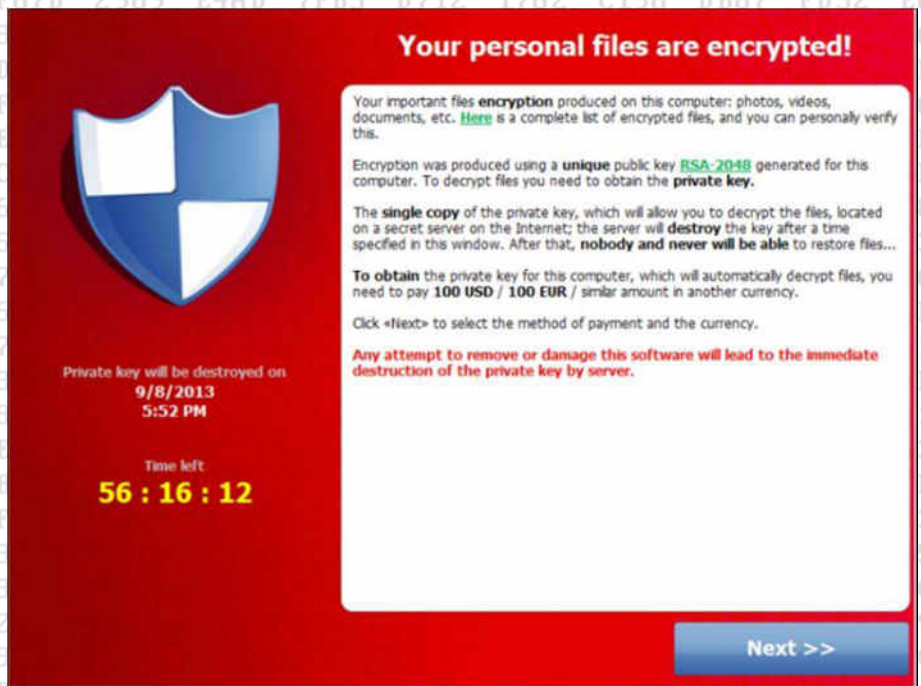 Your personal files are encrypted!
Your important files encryption produced on this computer: photos, videos,
documents, etc. Here is a complete list of encrypted files, and you can personally verify
this.
Encryption was produced using a unique public key RSA-2048 generated for this
computer. To decrypt files you need to obtain the private key.
The single copy of the private key, which will allow you to decrypt the files, located
on a secret server on the Internet; the server will destroy the key after a time
specified in this window. After that, nobody and never will be able to restore files...
To obtain the private key for this computer, which will automatically decrypt files, you
need to pay 100 USD / 100 EUR / similar amount in another currency.
Click «Next» to select the method of payment and the currency.
Any attempt to remove or damage this software will lead to the immediate
destruction of the private key by server.
Private key will be destroyed on
9/8/2013
5:52 PM
Time left
56 : 16 : 12
Next >>